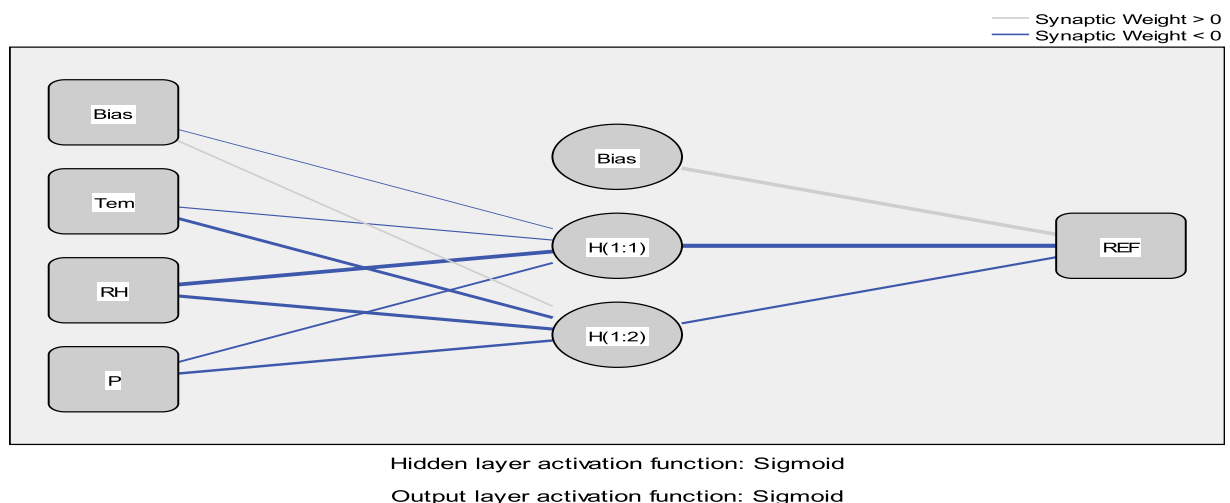 Synaptic Weight > 0
Synaptic Weight < 0
Bias
Tem
RH
P
Bias
H(1:1)
H(1:2)
REF
Hidden layer activation function: Sigmoid
Output layer activation function: Sigmoid